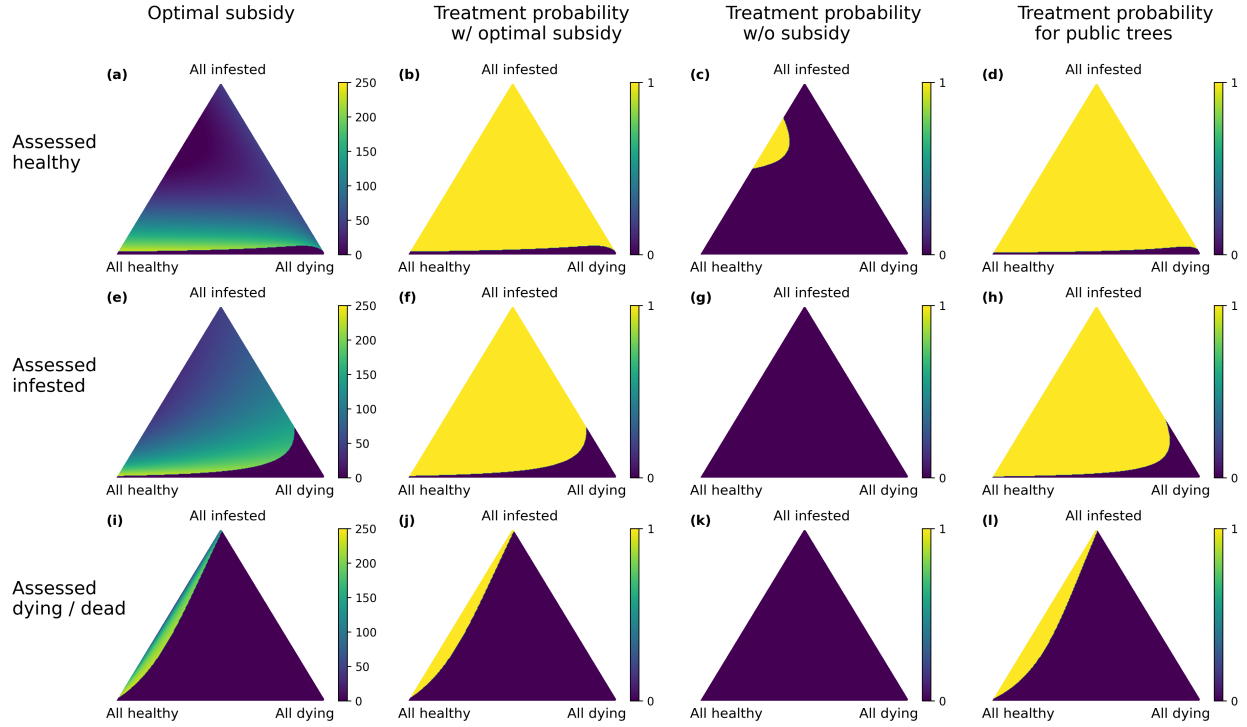 Optimal subsidy
Treatment probability
w/ optimal subsidy
Treatment probability
w/o subsidy
Treatment probability
for public trees
Assessed
healthy
(a)
All infested
250
200
150
100
50
0
All healthy
All dying
(b)
All infested
1
0
All healthy
All dying
(c)
All infested
1
0
All healthy
All dying
(d)
All infested
1
0
All healthy
All dying
Assessed
infested
(e)
All infested
250
200
150
100
50
0
All healthy
All dying
(f)
All infested
1
0
All healthy
All dying
(g)
All infested
1
0
All healthy
All dying
(h)
All infested
1
0
All healthy
All dying
Assessed
dying / dead
(i)
All infested
250
200
150
100
50
0
All healthy
All dying
(j)
All infested
1
0
All healthy
All dying
(k)
All infested
1
0
All healthy
All dying
(l)
All infested
1
0
All healthy
All dying